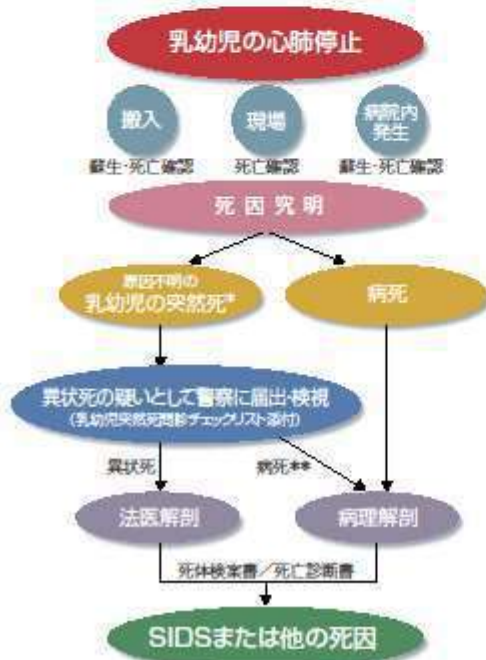 乳幼児の心肺停止
搬入
現場
病院内
発生
蘇生・死亡確認
死亡確認
蘇生・死亡確認
死因究明
原因不明の
乳幼児の突然死*
病死
異状死の疑いとして警察に届出・検視
(乳幼児突然死問診チェックリスト添付)
異状死
病死**
法医解剖
病理解剖
死体検案書／死亡診断書
SIDSまたは他の死因